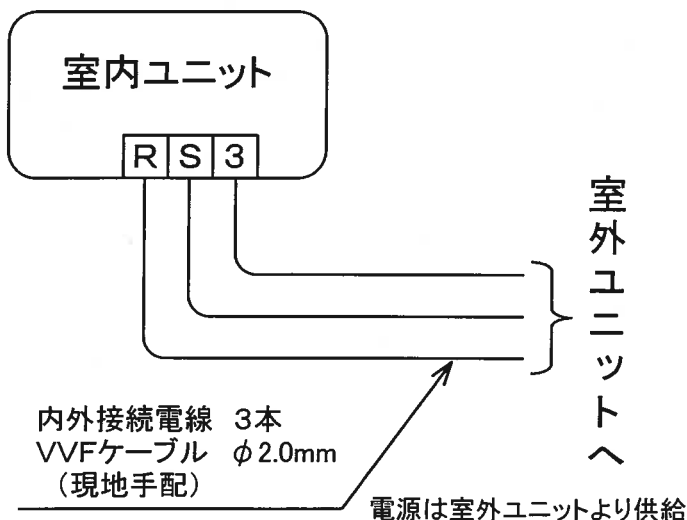 室内ユニット
R S 3
室外ユニットへ
内外接続電線 3本
VVFケーブル φ2.0mm
(現地手配)
電源は室外ユニットより供給